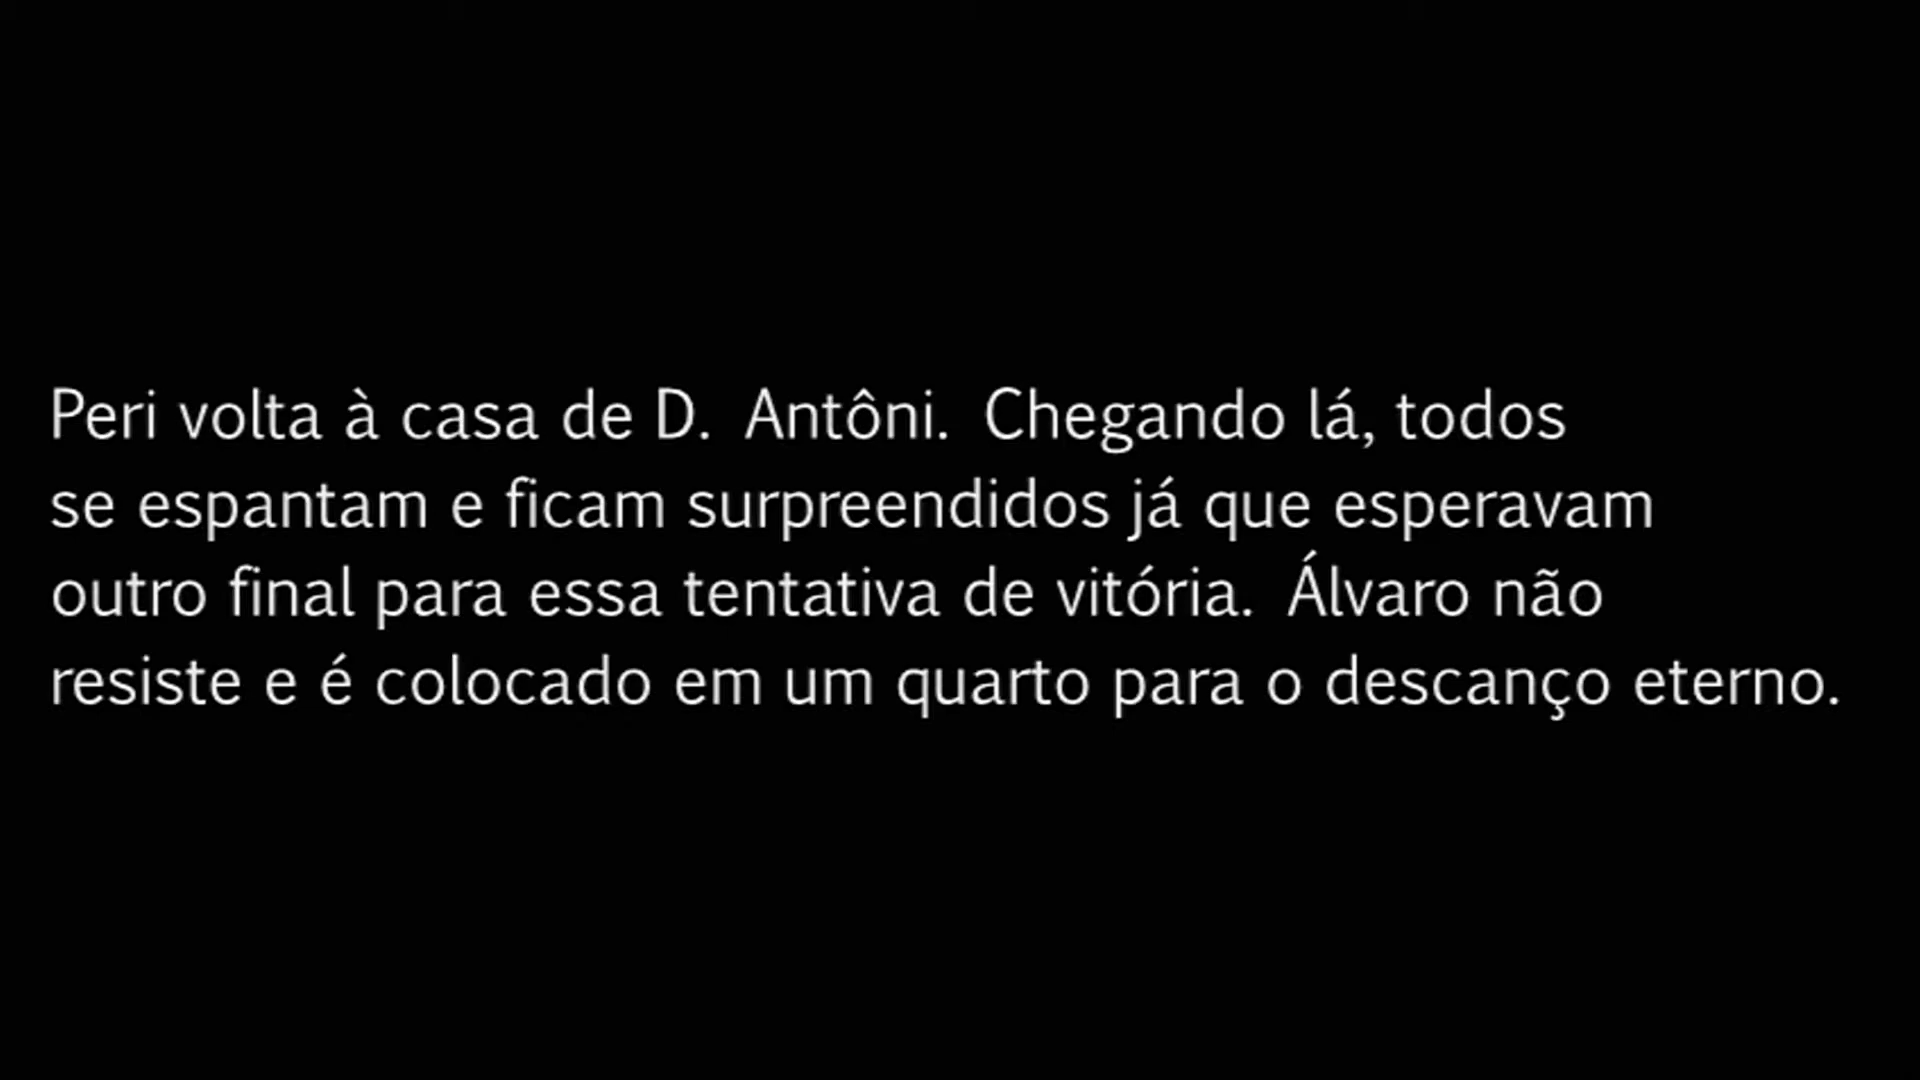 Peri volta à casa de D. Antôni. Chegando lá, todos
se espantam e ficam surpreendidos já que esperavam
outro final para essa tentativa de vitória. Álvaro não
resiste e é colocado em um quarto para o descanço eterno.